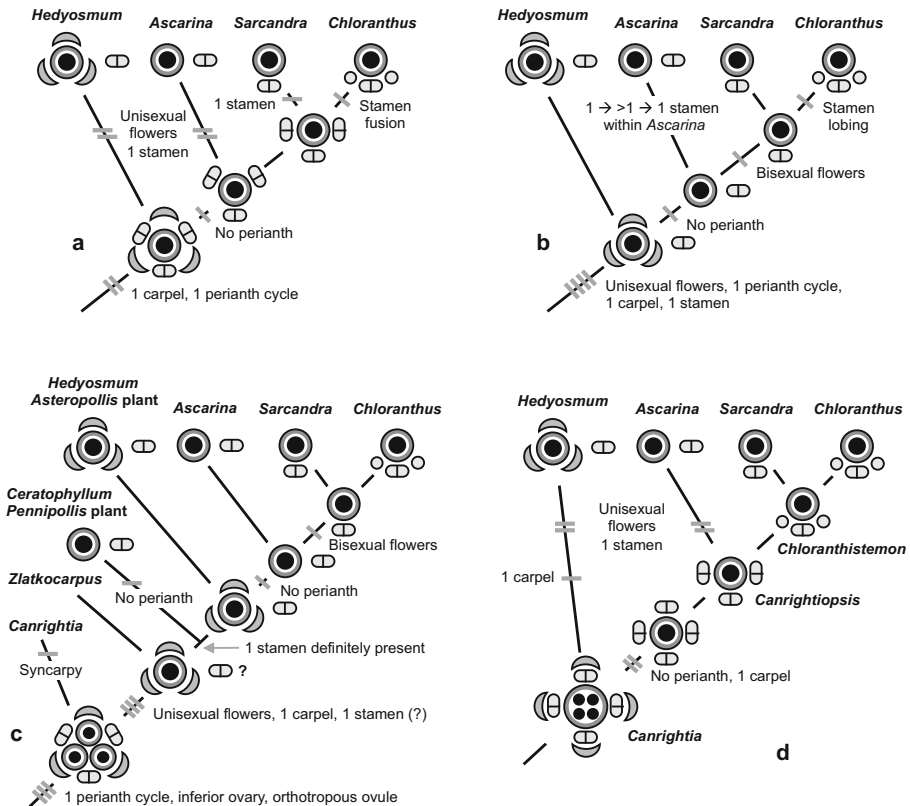 Hedyosmum
Ascarina
Sarcandra
Chloranthus
1 stamen
Stamen
fusion
Unisexual
flowers
1 stamen
No perianth
a
1 carpel, 1 perianth cycle
Hedyosmum
Ascarina
Sarcandra
Chloranthus
1 → >1 → 1 stamen
within Ascarina
Stamen
lobing
Bisexual flowers
No perianth
b
Unisexual flowers, 1 perianth cycle,
1 carpel, 1 stamen
Hedyosmum
Asteropollis plant
Ascarina
Sarcandra
Chloranthus
Ceratophyllum
Pennipollis plant
Bisexual flowers
Zlatkocarpus
No perianth
No perianth
Canrightia
1 stamen definitely present
Syncarpy
?
Unisexual flowers, 1 carpel, 1 stamen (?)
c
1 perianth cycle, inferior ovary, orthotropous ovule
Hedyosmum
Ascarina
Sarcandra
Chloranthus
Unisexual
flowers
1 stamen
Chloranthistemon
1 carpel
Canrightiopsis
No perianth, 1 carpel
Canrightia
d